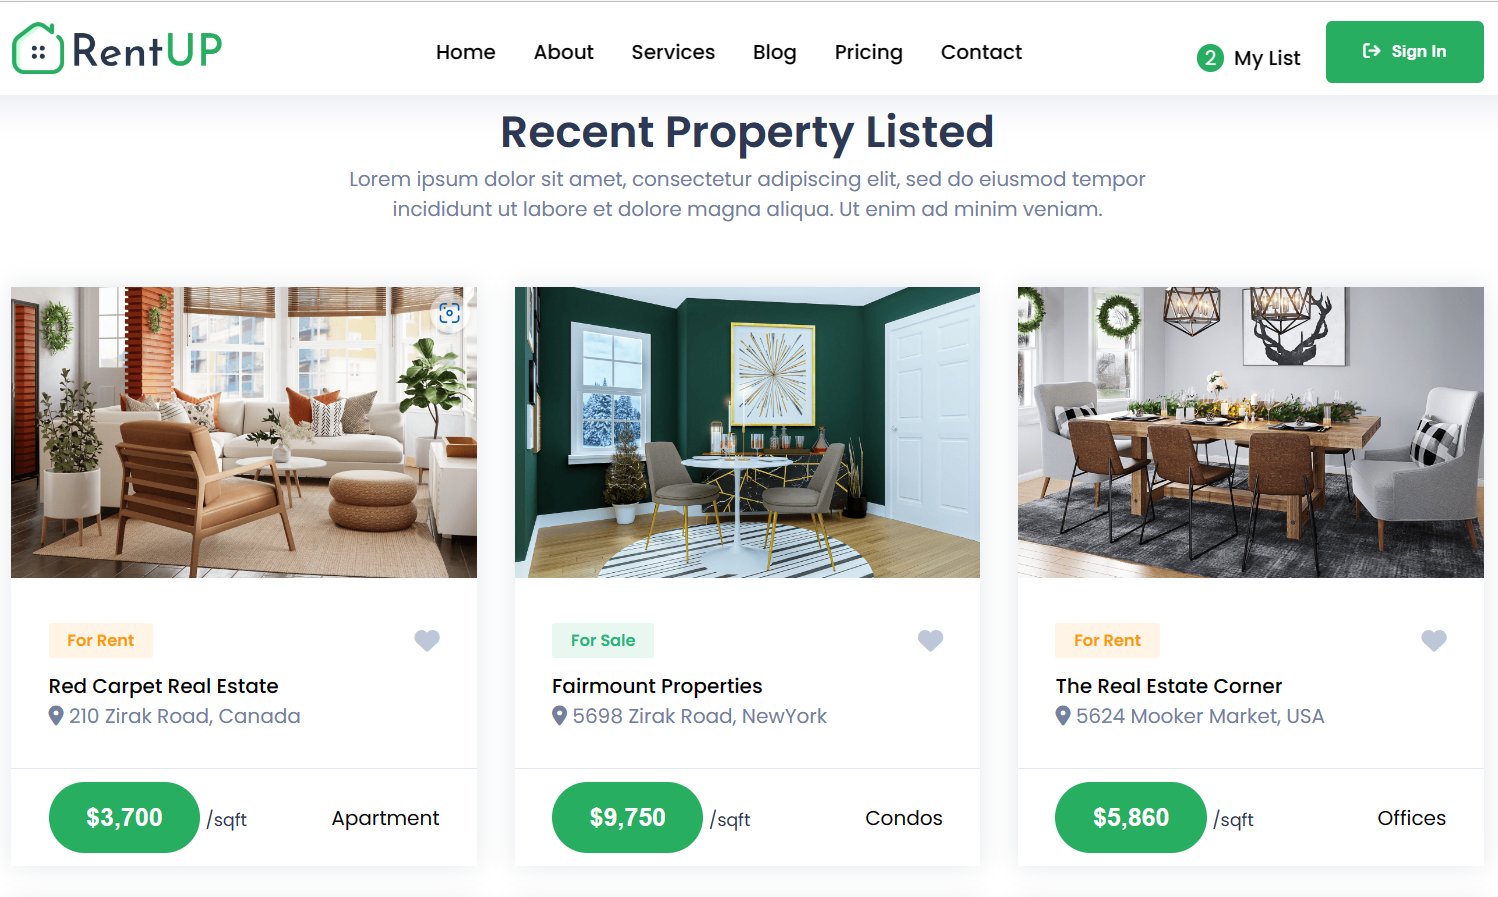 RentUP
Home About Services Blog Pricing Contact
2 My List
Sign In
Recent Property Listed
Lorem ipsum dolor sit amet, consectetur adipiscing elit, sed do eiusmod tempor
incididunt ut labore et dolore magna aliqua. Ut enim ad minim veniam.
For Rent
Red Carpet Real Estate
210 Zirak Road, Canada
$3,700 /sqft Apartment
For Sale
Fairmount Properties
5698 Zirak Road, NewYork
$9,750 /sqft Condos
For Rent
The Real Estate Corner
5624 Mooker Market, USA
$5,860 /sqft Offices